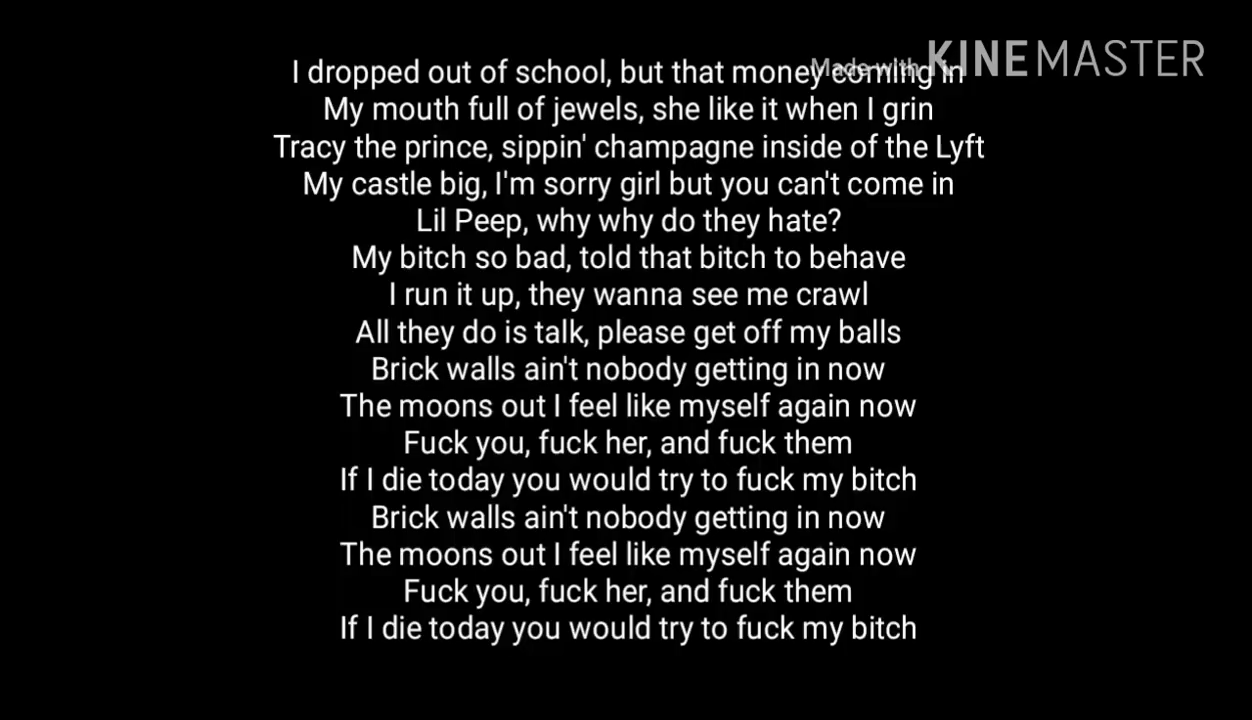 Made with KINEMASTER
I dropped out of school, but that money coming in
My mouth full of jewels, she like it when I grin
Tracy the prince, sippin' champagne inside of the Lyft
My castle big, I'm sorry girl but you can't come in
Lil Peep, why why do they hate?
My bitch so bad, told that bitch to behave
I run it up, they wanna see me crawl
All they do is talk, please get off my balls
Brick walls ain't nobody getting in now
The moons out I feel like myself again now
Fuck you, fuck her, and fuck them
If I die today you would try to fuck my bitch
Brick walls ain't nobody getting in now
The moons out I feel like myself again now
Fuck you, fuck her, and fuck them
If I die today you would try to fuck my bitch